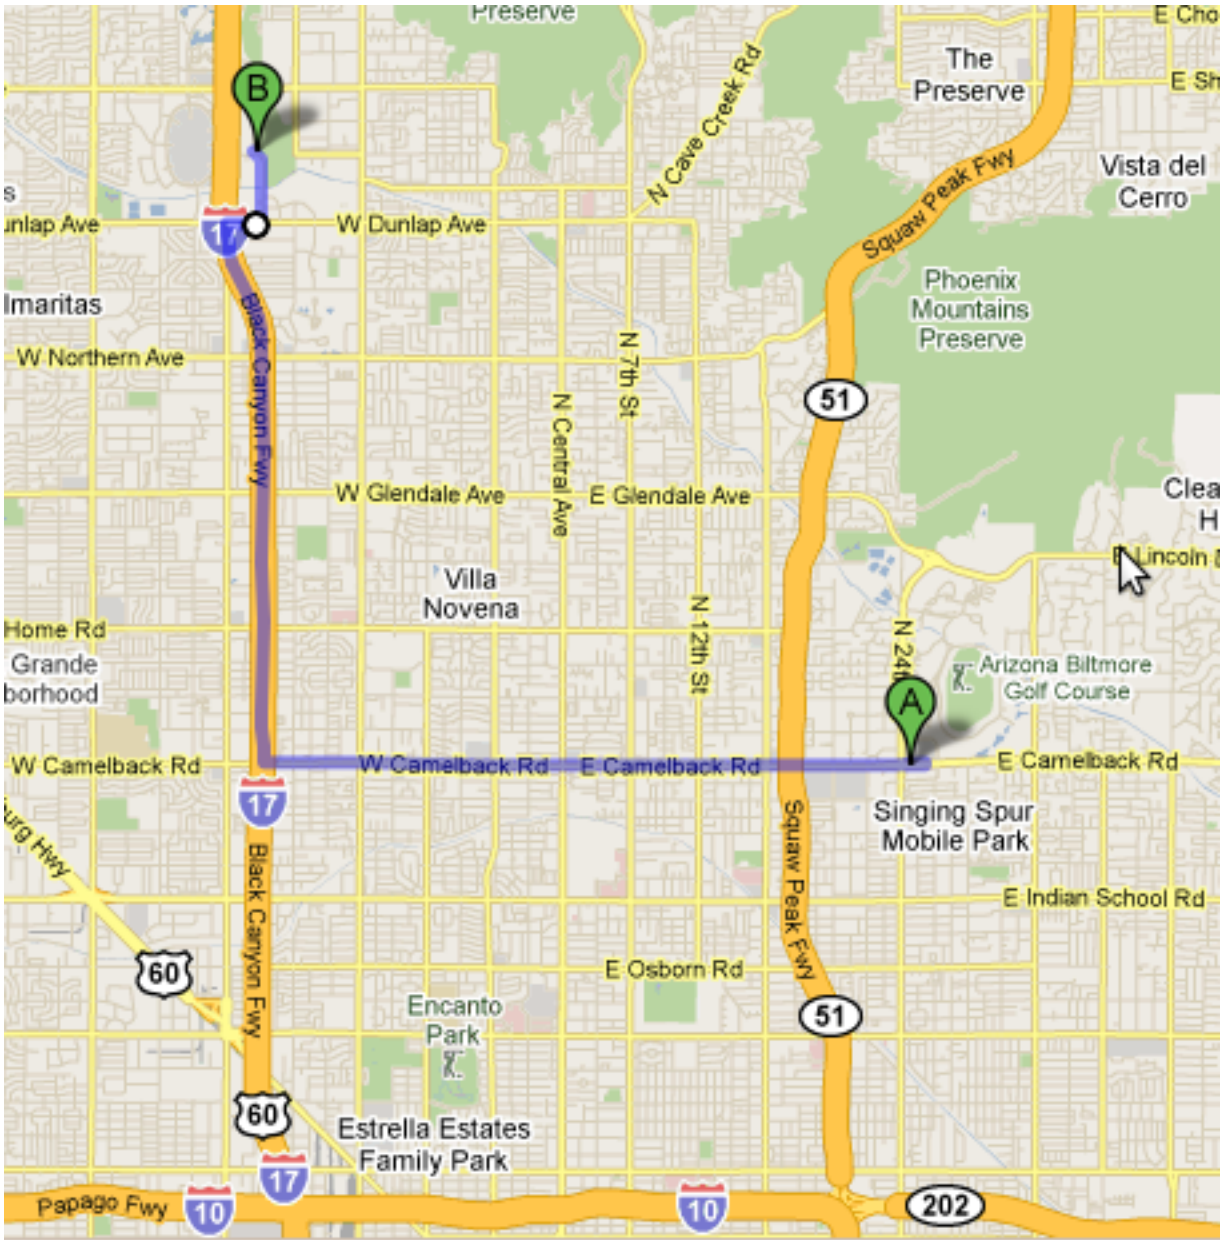 Preserve
E Cho
The
Preserve
E Sh
B
N Cave Creek Rd
Squaw Peak Fwy
Vista del
Cerro
s
unlap Ave
17
W Dunlap Ave
Phoenix
Mountains
Preserve
lmaritas
Black Canyon Fwy
W Northern Ave
N 7th St
51
N Central Ave
W Glendale Ave
E Glendale Ave
Clea
H
E Lincoln
Villa
Novena
N 12th St
Home Rd
N 24th
Grande
borhood
Arizona Biltmore
Golf Course
A
W Camelback Rd
W Camelback Rd
E Camelback Rd
E Camelback Rd
17
Singing Spur
Mobile Park
urg Hwy
Black Canyon Fwy
Squaw Peak Fwy
E Indian School Rd
60
E Osborn Rd
Encanto
Park
51
60
Estrella Estates
Family Park
17
Papago Fwy
10
10
202